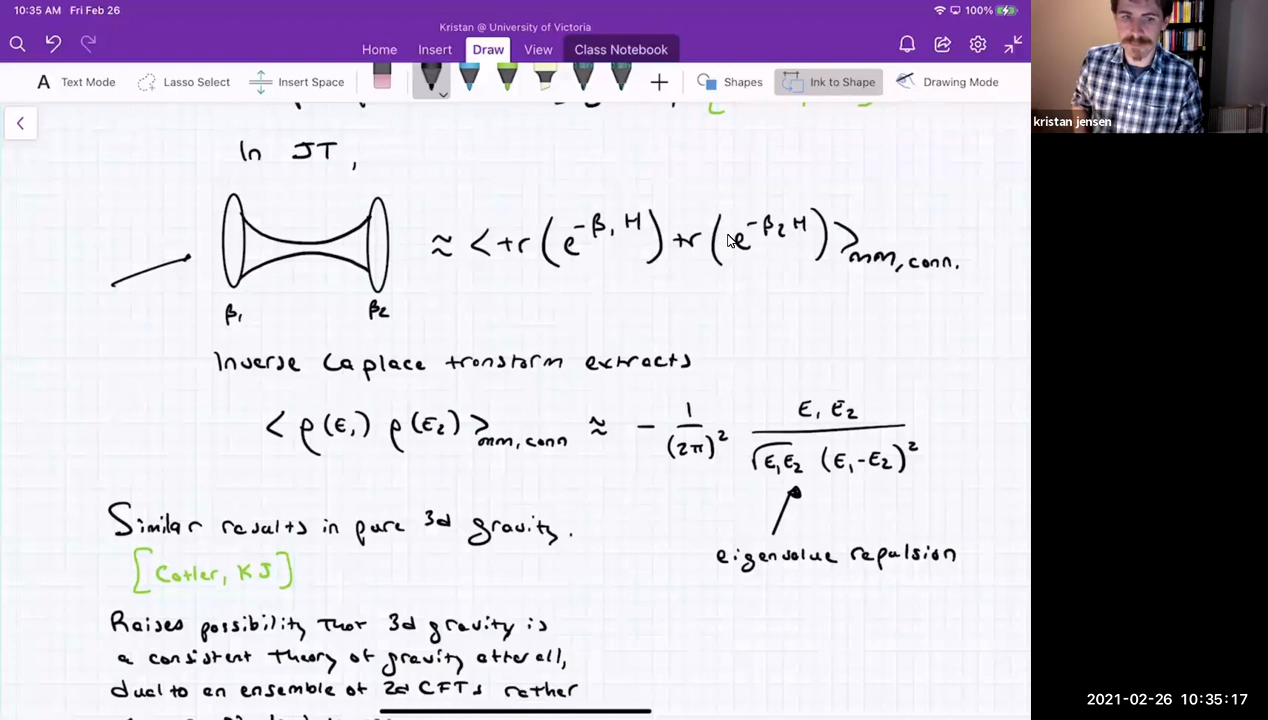 10:35 AM Fri Feb 26
100%
Kristan @ University of Victoria
Home Insert Draw View Class Notebook
A Text Mode Lasso Select Insert Space Shapes Ink to Shape Drawing Mode
kristan jensen
In JT,
≈ < tr ( e^{-β₁ H} ) tr ( e^{-β₂ H} ) >_{mm, conn.}
β₁ β₂
Inverse Laplace transform extracts
< ρ(E₁) ρ(E₂) >_{mm, conn} ≈ - 1/(2π)² E₁ E₂ / ( √E₁E₂ (E₁-E₂)² )
eigenvalue repulsion
Similar results in pure 3d gravity.
[Cotler, KJ]
Raises possibility that 3d gravity is
a consistent theory of gravity after all,
dual to an ensemble of 2d CFTs rather
2021-02-26 10:35:17